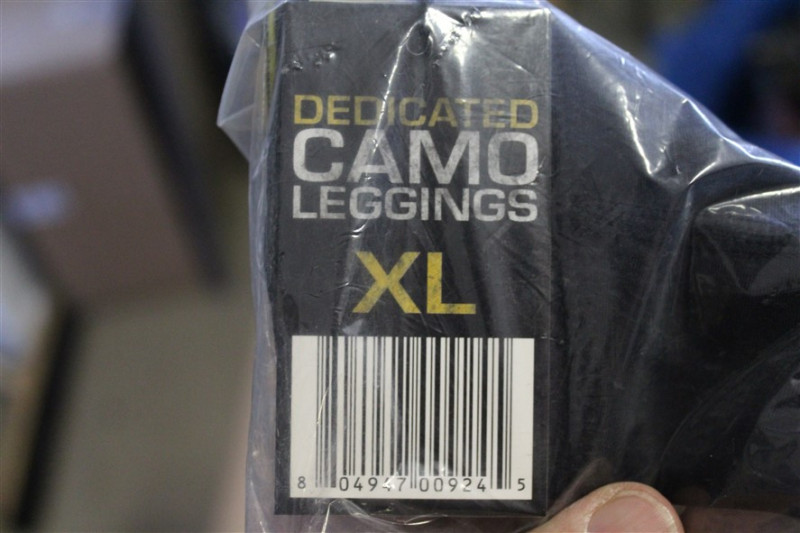 DEDICATED
CAMO
LEGGINGS
XL
8 04947 00924 5